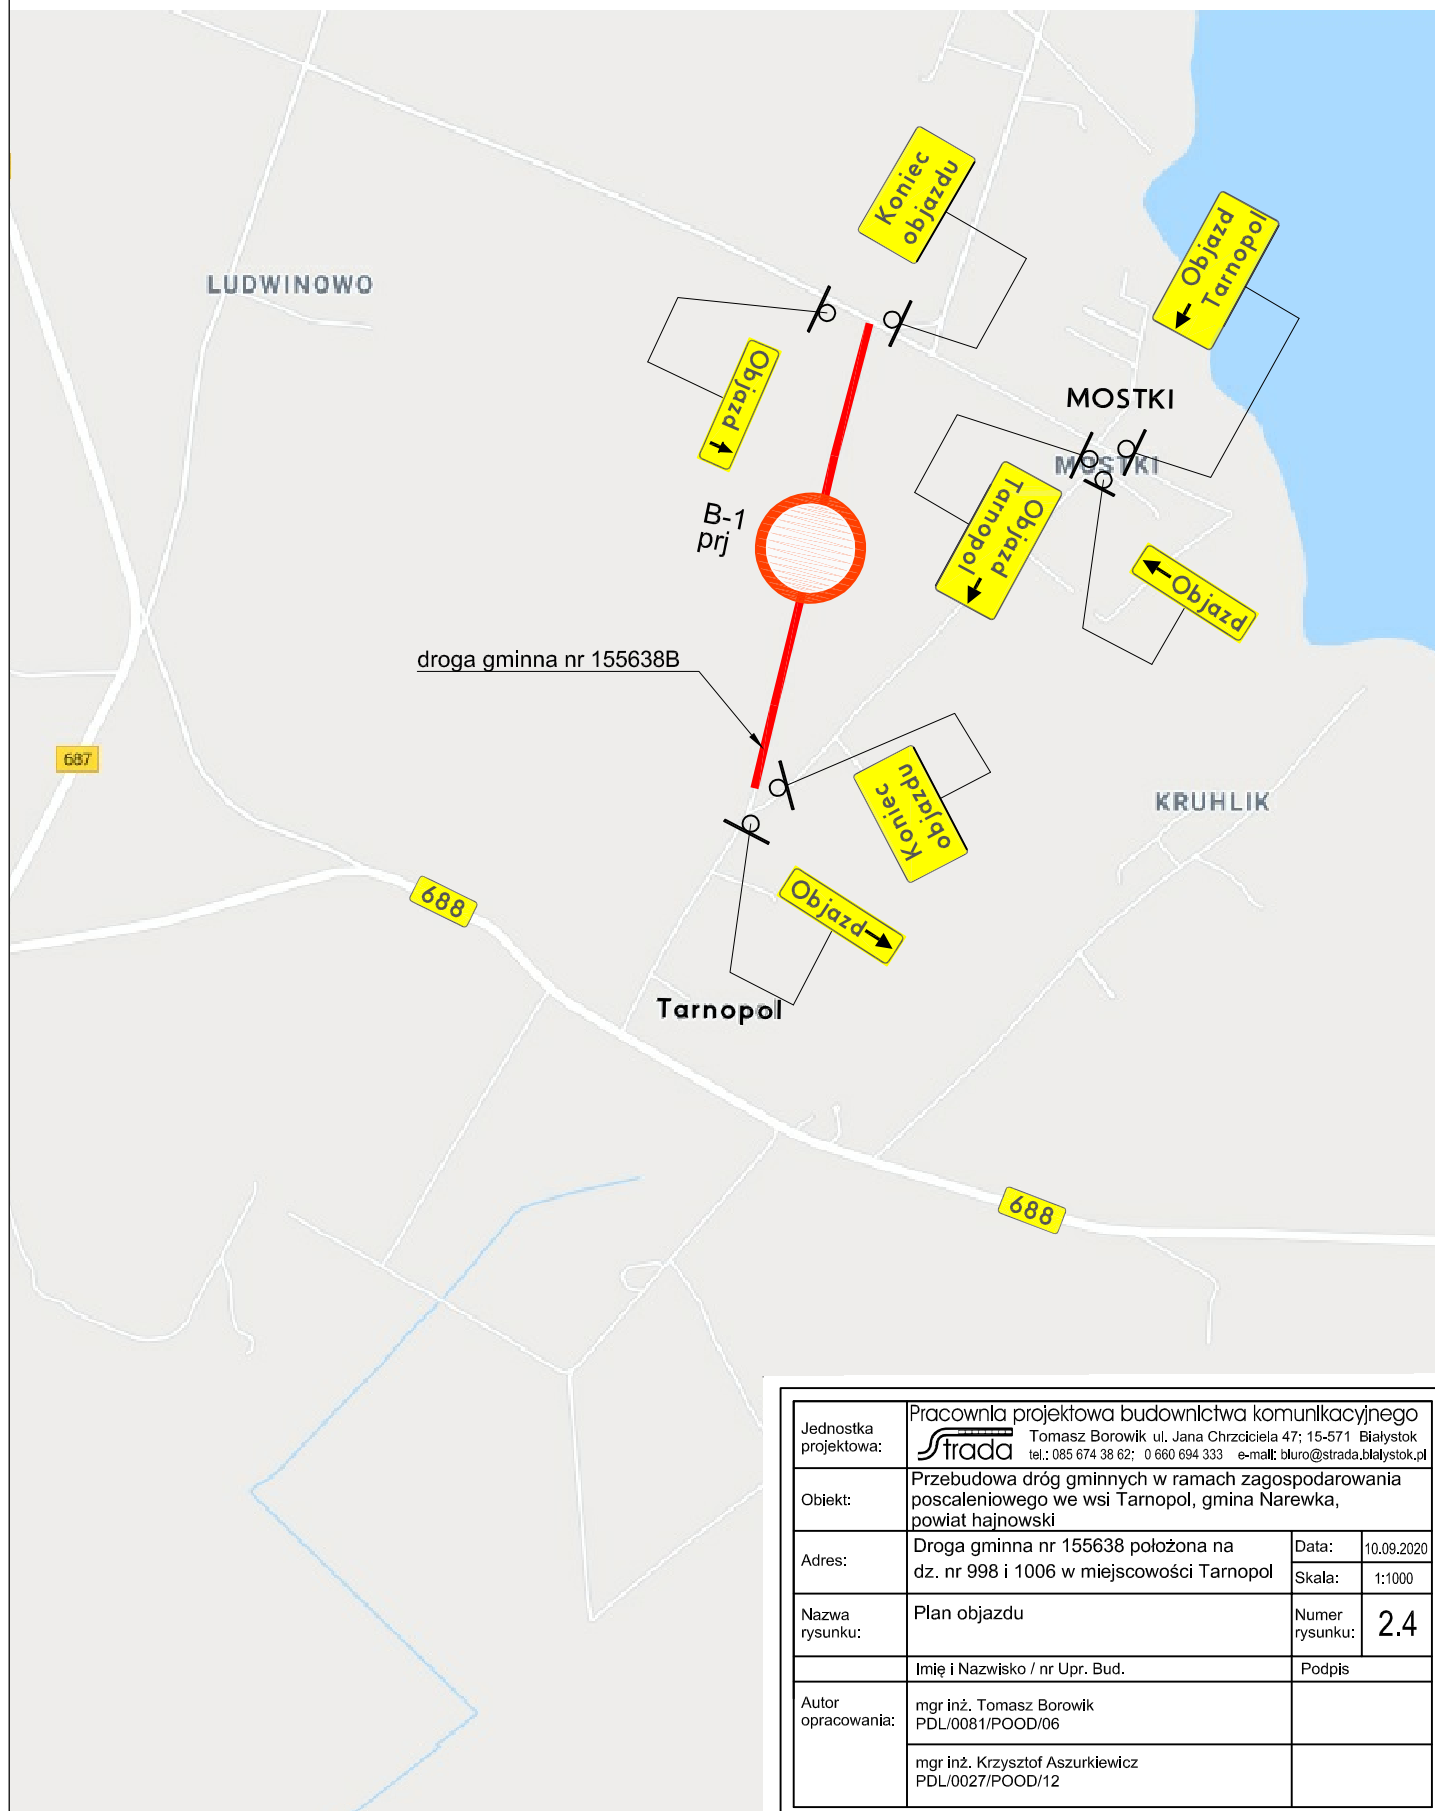 Koniec
objazdu
Objazd
Tarnopol
LUDWINOWO
Objazd
MOSTKI
MOSTKI
Objazd
Tarnopol
B-1
prj
Objazd
droga gminna nr 155638B
687
Koniec
objazdu
KRUHLIK
688
Objazd
Tarnopol
688
Jednostka
projektowa:
Pracownia projektowa budownictwa komunikacyjnego
strada
Tomasz Borowik ul. Jana Chrzciciela 47; 15-571 Białystok
tel.: 085 674 38 62; 0 660 694 333 e-mail: biuro@strada.bialystok.pl
Obiekt:
Przebudowa dróg gminnych w ramach zagospodarowania
poscaleniowego we wsi Tarnopol, gmina Narewka,
powiat hajnowski
Adres:
Droga gminna nr 155638 położona na
dz. nr 998 i 1006 w miejscowości Tarnopol
Data: 10.09.2020
Skala: 1:1000
Nazwa
rysunku:
Plan objazdu
Numer
rysunku:
2.4
Imię i Nazwisko / nr Upr. Bud.
Podpis
Autor
opracowania:
mgr inż. Tomasz Borowik
PDL/0081/POOD/06
mgr inż. Krzysztof Aszurkiewicz
PDL/0027/POOD/12